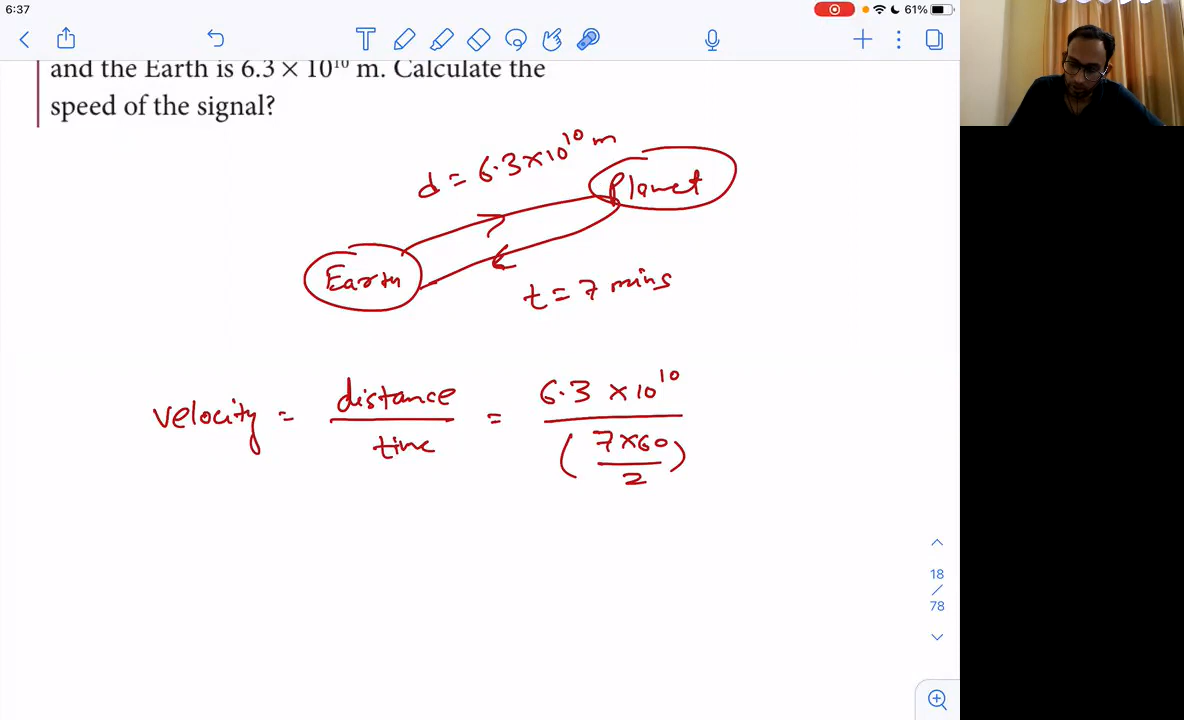 6:37
61%
and the Earth is 6.3 × 10¹⁰ m. Calculate the
speed of the signal?
d = 6.3×10¹⁰ m
Planet
Earth
t = 7 mins
velocity = distance / time = 6.3 ×10¹⁰ / (7×60 / 2)
18
/
78